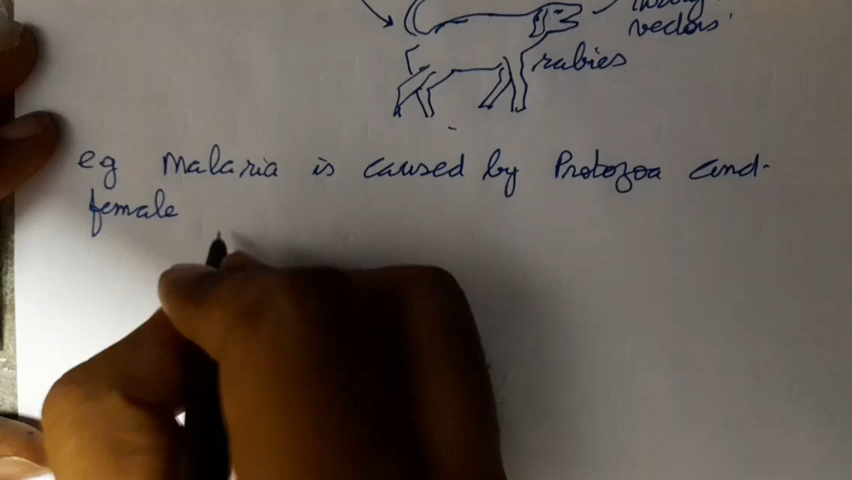 vectors'
rabies
eg Malaria is caused by Protozoa and-
female